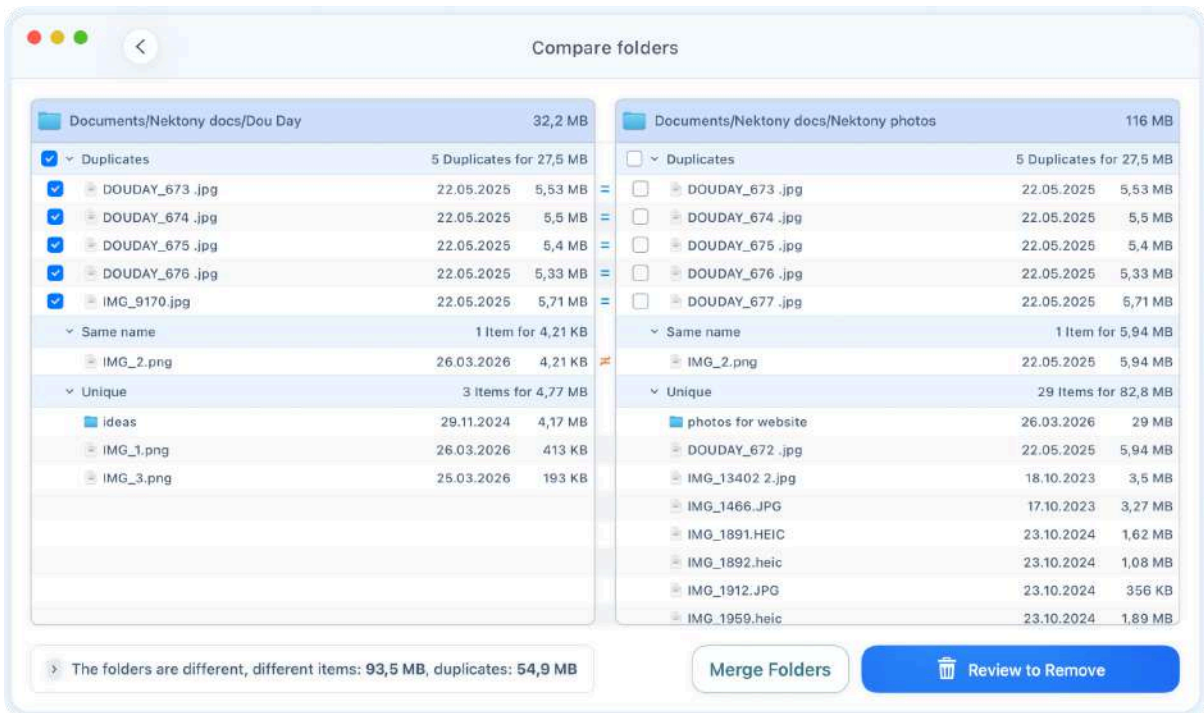 Compare folders
Documents/Nektony docs/Dou Day 32,2 MB
Duplicates 5 Duplicates for 27,5 MB
DOUDAY_673 .jpg 22.05.2025 5,53 MB =
DOUDAY_674 .jpg 22.05.2025 5,5 MB =
DOUDAY_675 .jpg 22.05.2025 5,4 MB =
DOUDAY_676 .jpg 22.05.2025 5,33 MB =
IMG_9170.jpg 22.05.2025 5,71 MB =
Same name 1 Item for 4,21 KB
IMG_2.png 26.03.2026 4,21 KB ≠
Unique 3 Items for 4,77 MB
ideas 29.11.2024 4,17 MB
IMG_1.png 26.03.2026 413 KB
IMG_3.png 25.03.2026 193 KB
Documents/Nektony docs/Nektony photos 116 MB
Duplicates 5 Duplicates for 27,5 MB
DOUDAY_673 .jpg 22.05.2025 5,53 MB
DOUDAY_674 .jpg 22.05.2025 5,5 MB
DOUDAY_675 .jpg 22.05.2025 5,4 MB
DOUDAY_676 .jpg 22.05.2025 5,33 MB
DOUDAY_677 .jpg 22.05.2025 5,71 MB
Same name 1 Item for 5,94 MB
IMG_2.png 22.05.2025 5,94 MB
Unique 29 Items for 82,8 MB
photos for website 26.03.2026 29 MB
DOUDAY_672 .jpg 22.05.2025 5,94 MB
IMG_13402 2.jpg 18.10.2023 3,5 MB
IMG_1466.JPG 17.10.2023 3,27 MB
IMG_1891.HEIC 23.10.2024 1,62 MB
IMG_1892.heic 23.10.2024 1,08 MB
IMG_1912.JPG 23.10.2024 356 KB
IMG_1959.heic 23.10.2024 1,89 MB
The folders are different, different items: 93,5 MB, duplicates: 54,9 MB
Merge Folders
Review to Remove